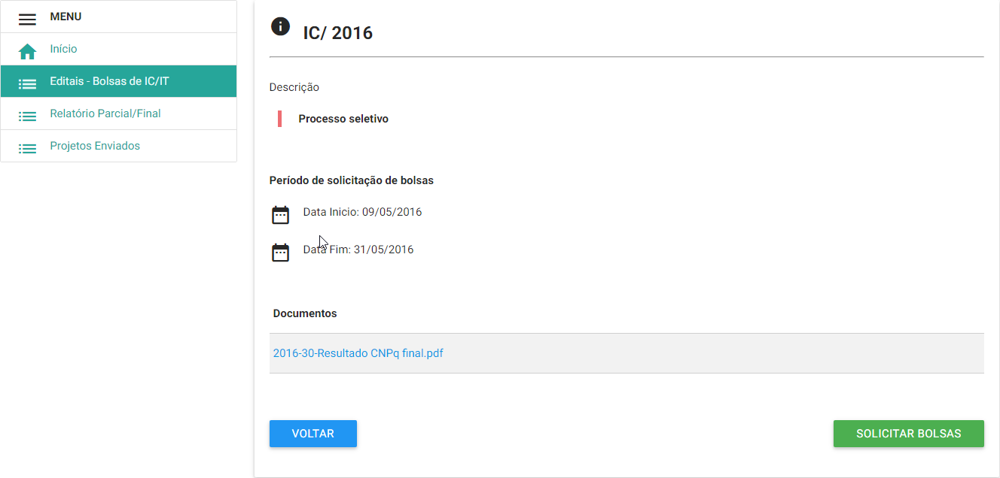 MENU
Início
Editais - Bolsas de IC/IT
Relatório Parcial/Final
Projetos Enviados
IC/ 2016
Descrição
Processo seletivo
Período de solicitação de bolsas
Data Inicio: 09/05/2016
Data Fim: 31/05/2016
Documentos
2016-30-Resultado CNPq final.pdf
VOLTAR
SOLICITAR BOLSAS